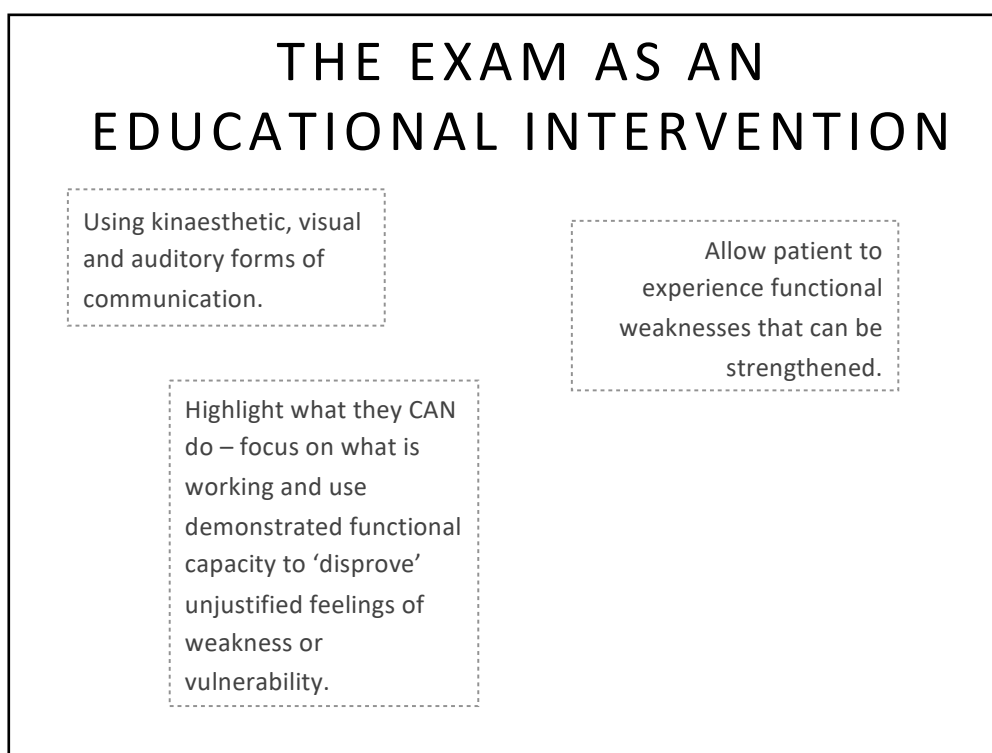 THE EXAM AS AN
EDUCATIONAL INTERVENTION
Using kinaesthetic, visual
and auditory forms of
communication.
Allow patient to
experience functional
weaknesses that can be
strengthened.
Highlight what they CAN
do – focus on what is
working and use
demonstrated functional
capacity to ‘disprove’
unjustified feelings of
weakness or
vulnerability.